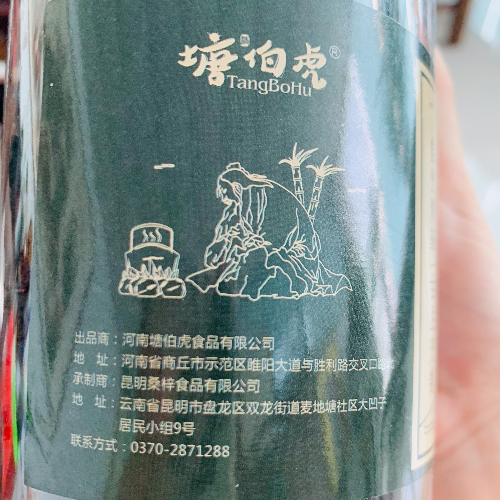 塘伯虎®
TangBoHu
出品商：河南塘伯虎食品有限公司
地 址：河南省商丘市示范区睢阳大道与胜利路交叉口
承制商：昆明桑梓食品有限公司
地 址：云南省昆明市盘龙区双龙街道麦地塘社区大凹子
居民小组9号
联系方式：0370-2871288